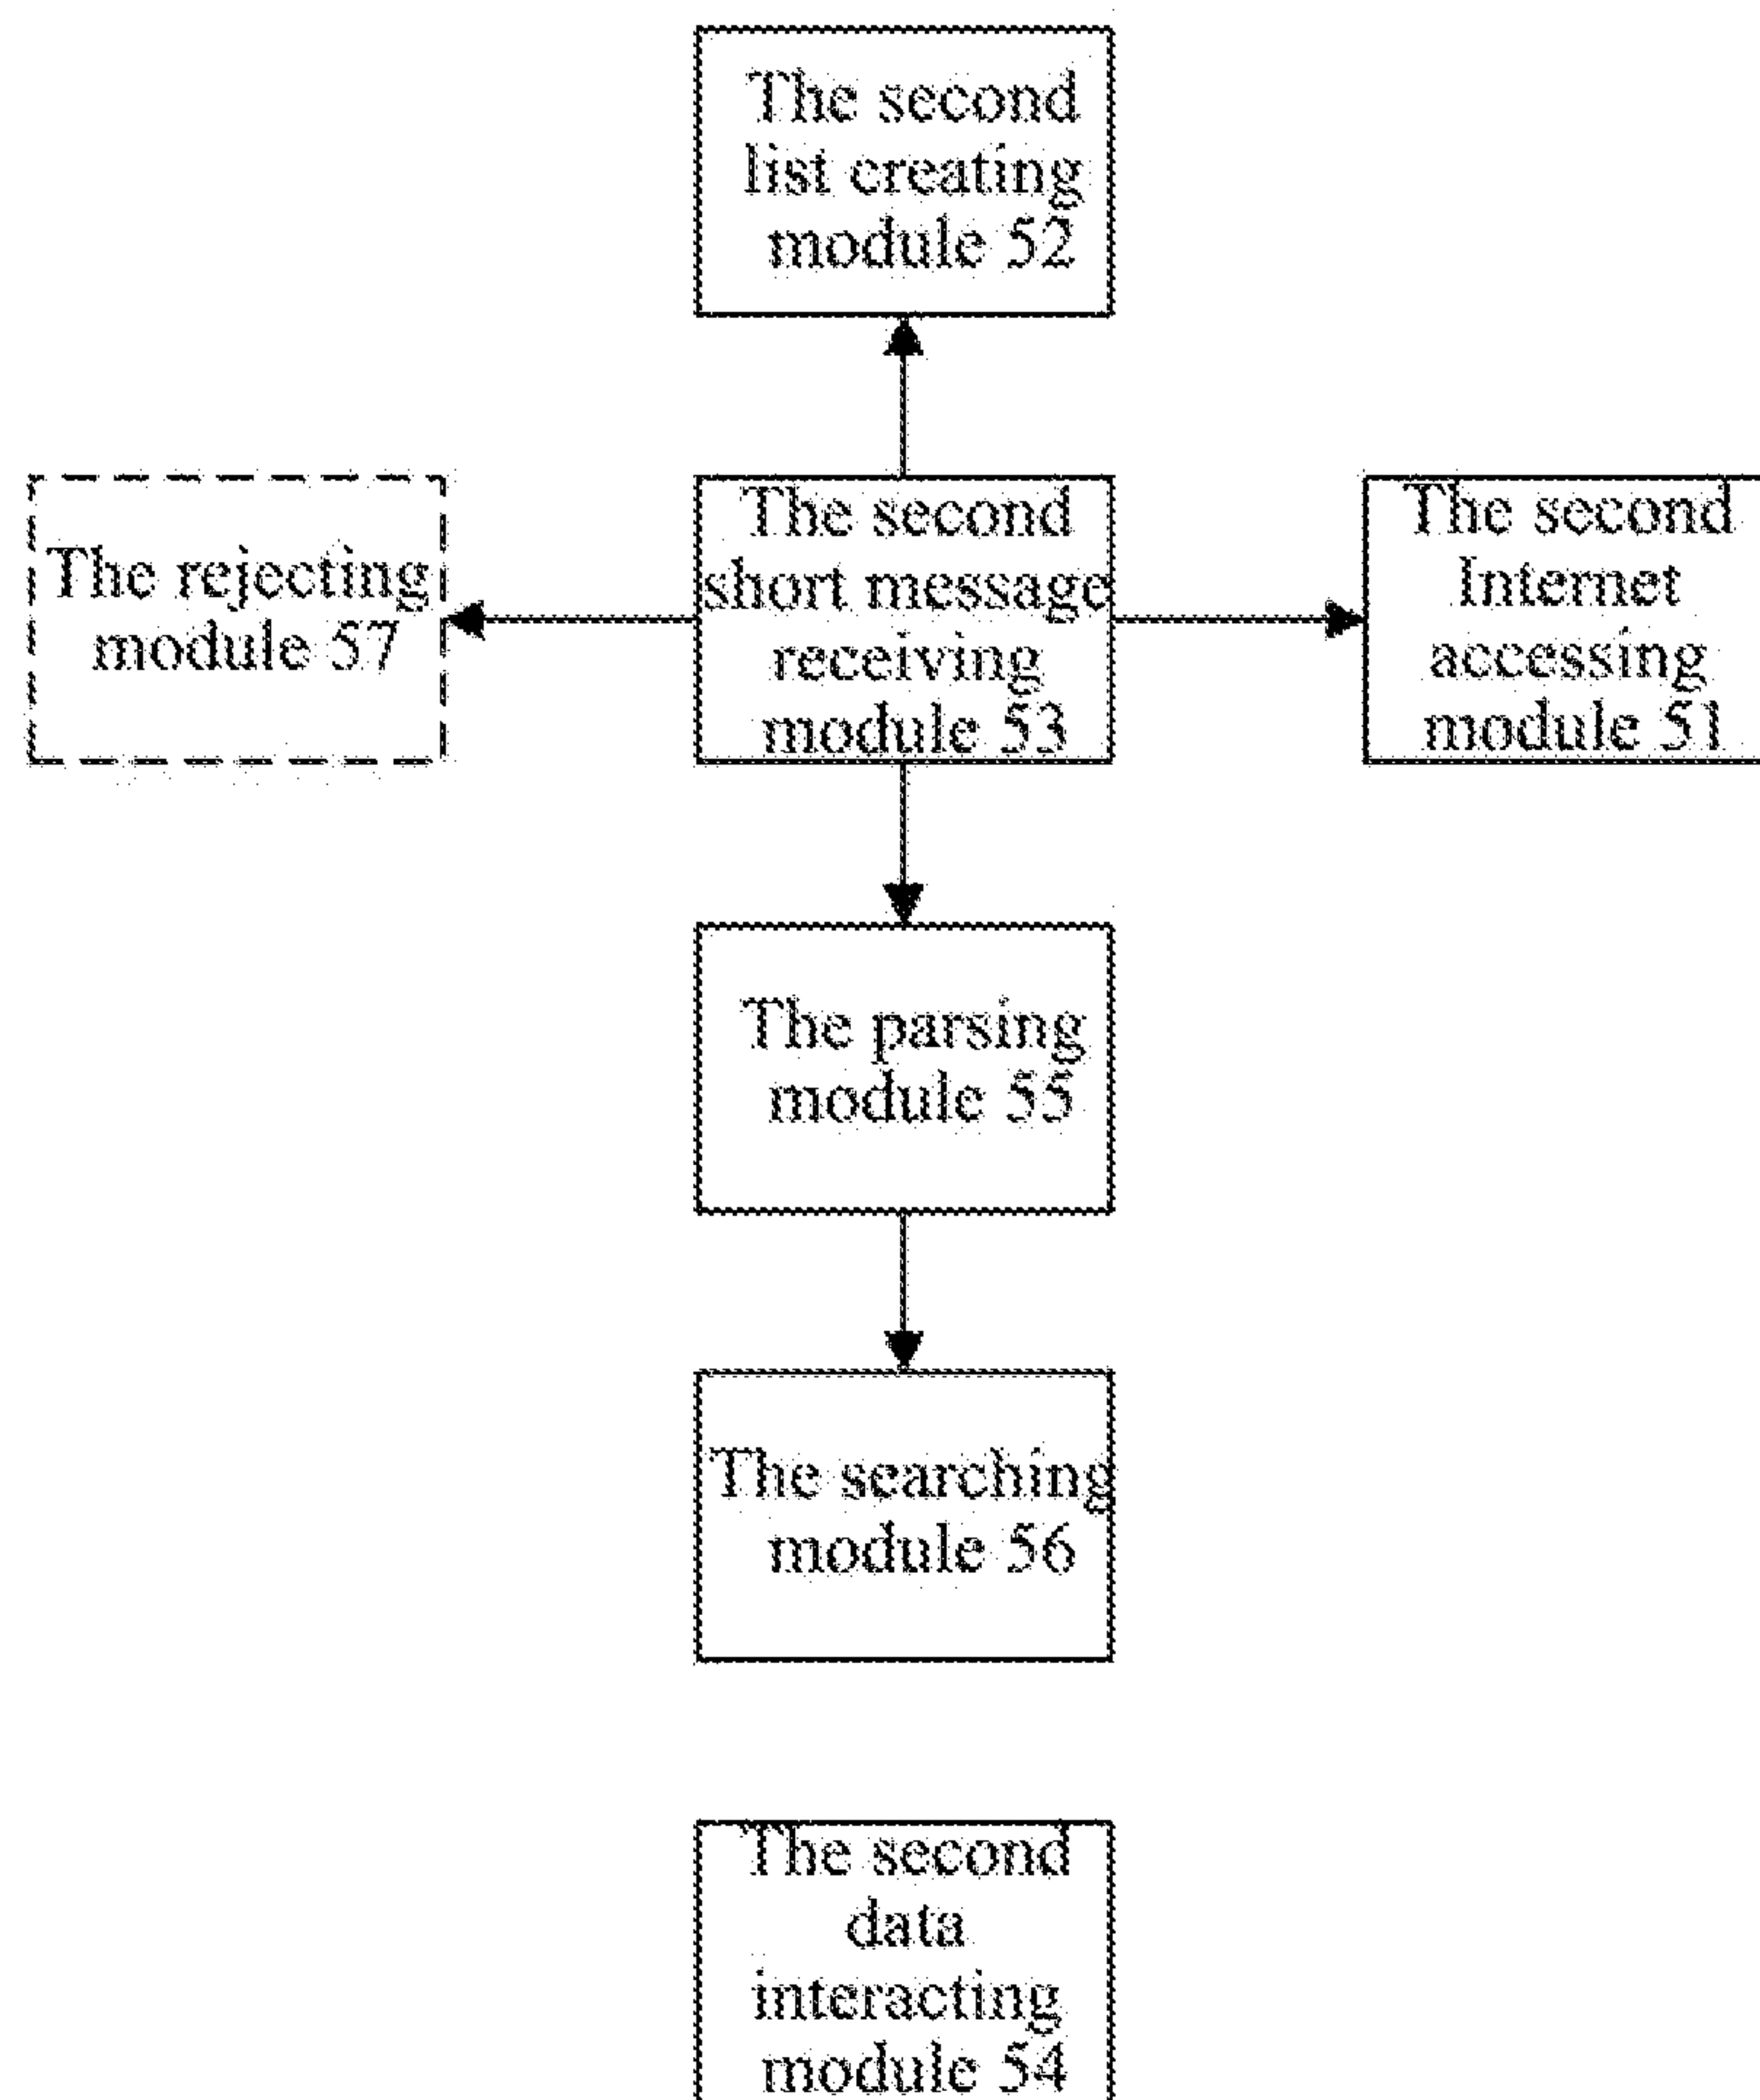 The second
list creating
module 52
The rejecting
module 57
The second
short message
receiving
module 53
The second
Internet
accessing
module 51
The parsing
module 55
The searching
module 56
The second
data
interacting
module 54